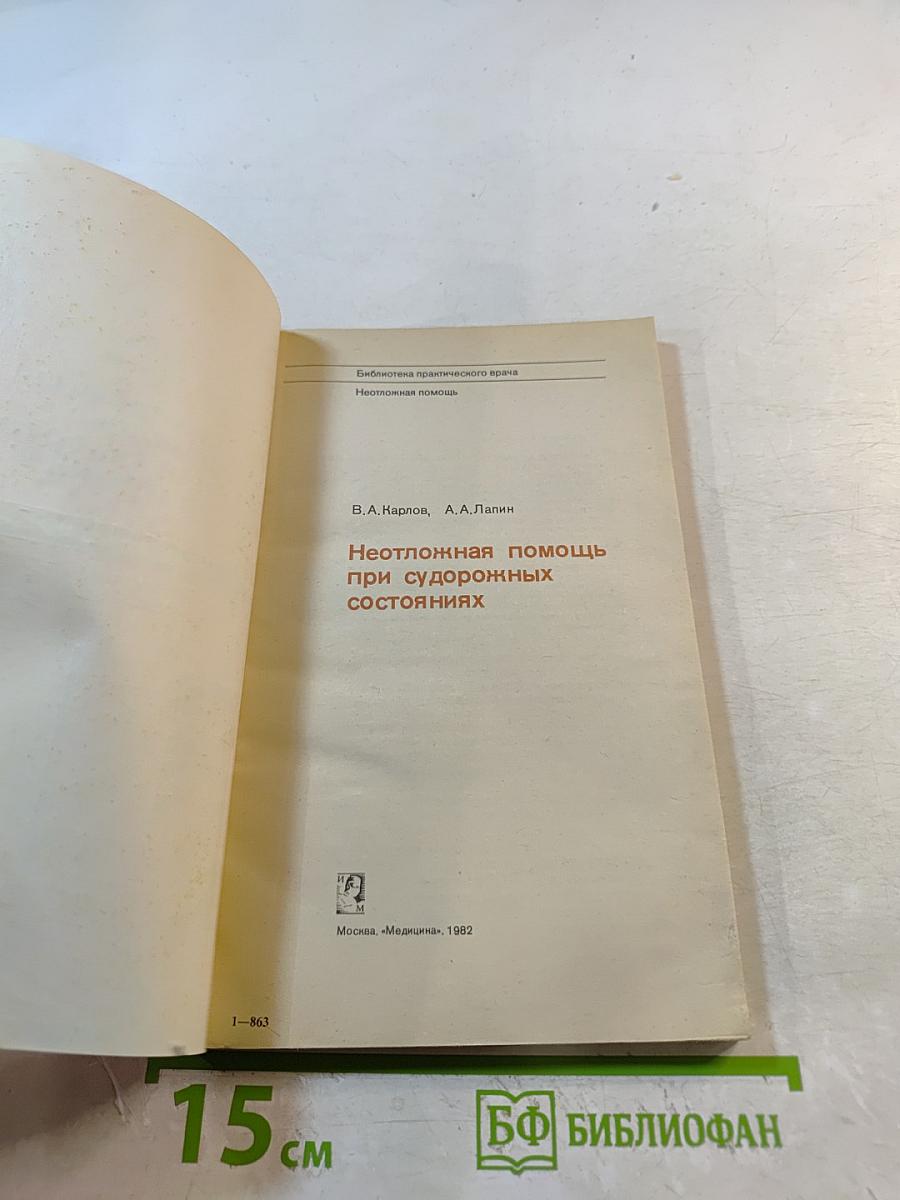 Библиотека практического врача
Неотложная помощь
В.А.Карлов, А.А.Лапин
Неотложная помощь
при судорожных
состояниях
И
М
Москва, «Медицина», 1982
1—863
15 см
БФ БИБЛИОФАН